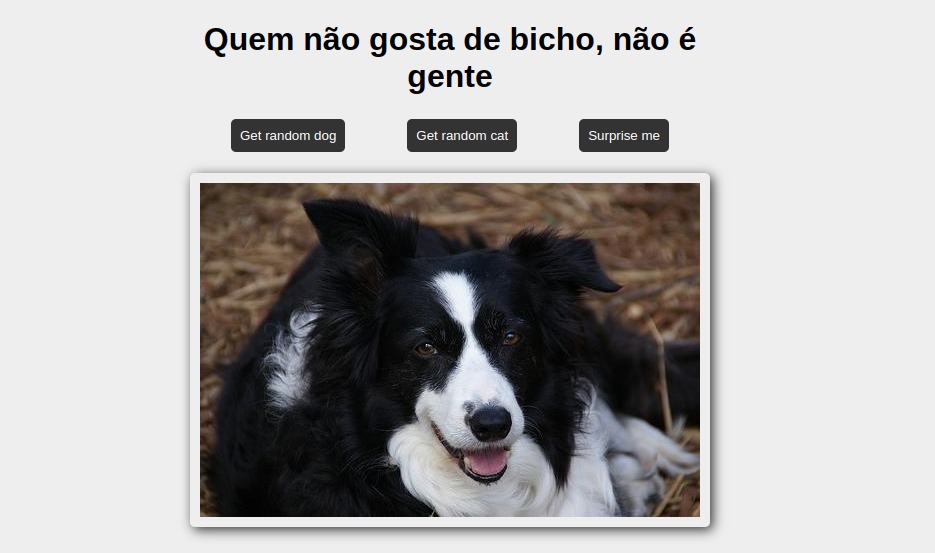 Quem não gosta de bicho, não é
gente
Get random dog
Get random cat
Surprise me